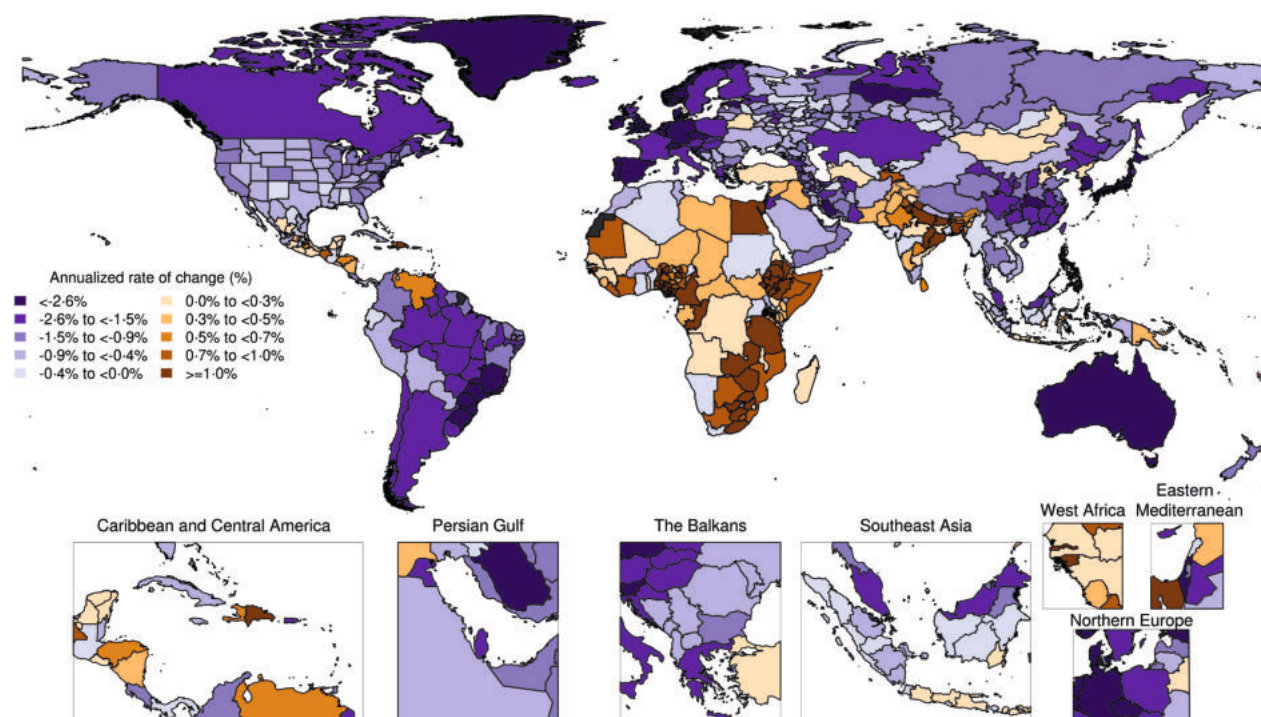 Annualized rate of change (%)
<-2·6%
-2·6% to <-1·5%
-1·5% to <-0·9%
-0·9% to <-0·4%
-0·4% to <0·0%
0·0% to <0·3%
0·3% to <0·5%
0·5% to <0·7%
0·7% to <1·0%
>=1·0%
Caribbean and Central America
Persian Gulf
The Balkans
Southeast Asia
West Africa
Eastern
Mediterranean
Northern Europe